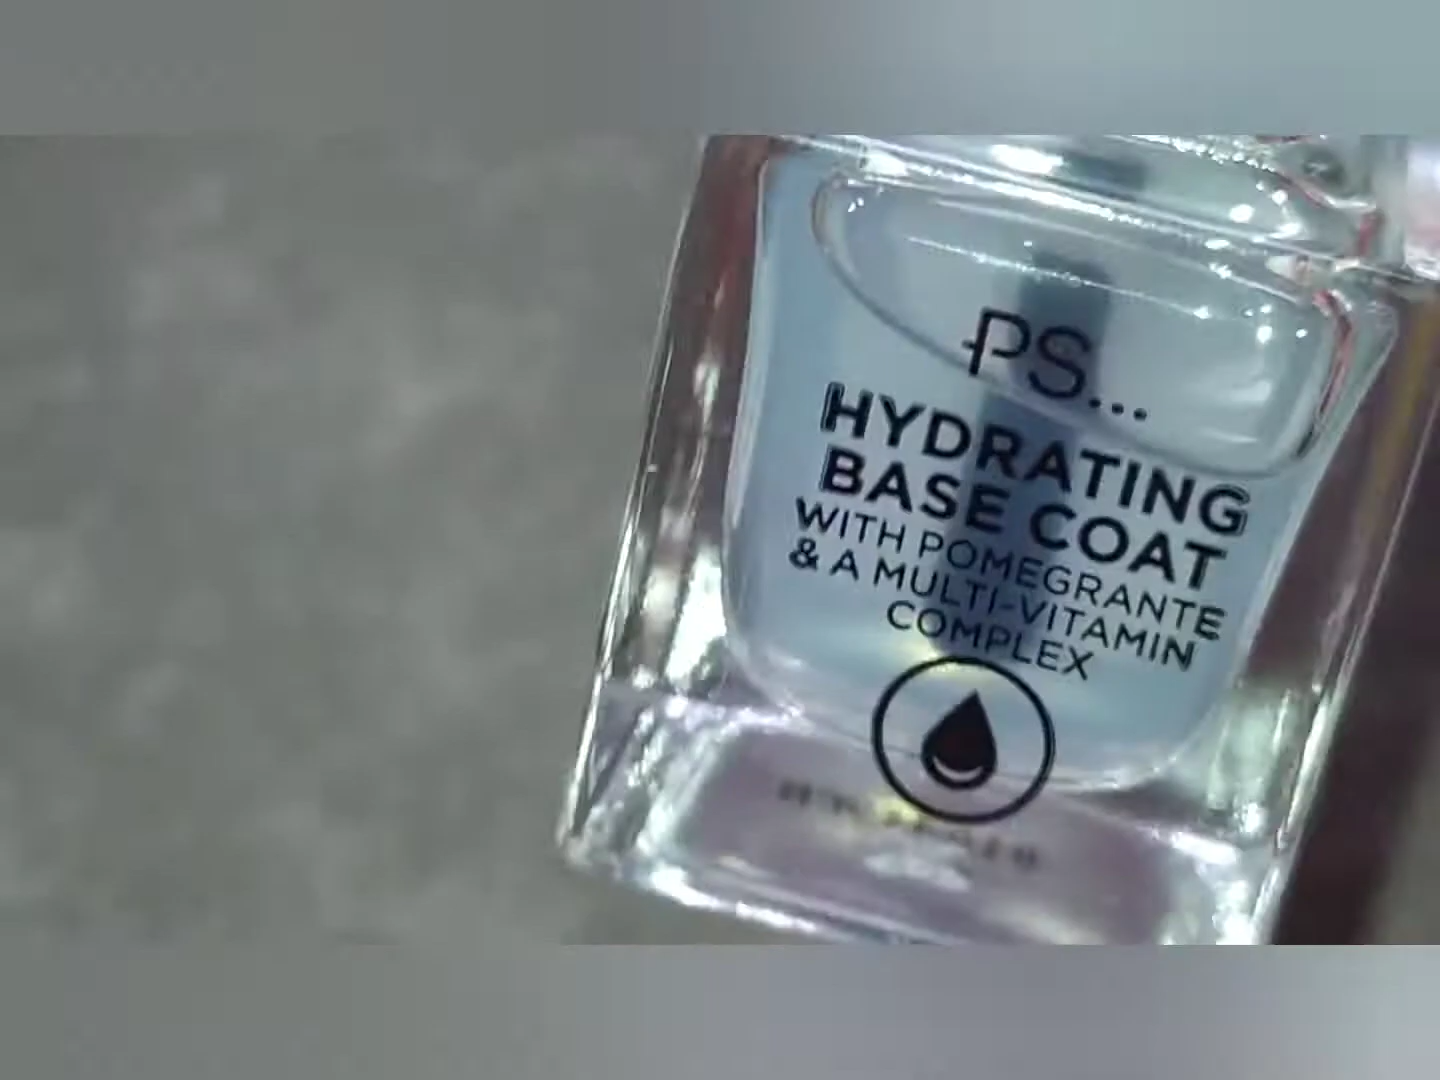 PS...
HYDRATING
BASE COAT
WITH POMEGRANTE
& A MULTI-VITAMIN
COMPLEX